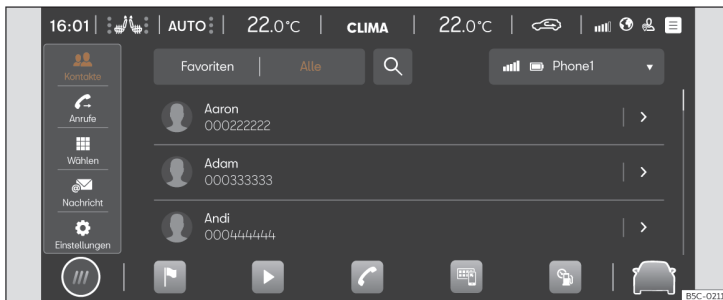 16:01 AUTO 22.0°C CLIMA 22.0°C
Kontakte
Favoriten Alle Phone1
Anrufe
Aaron
000222222
Wählen
Adam
000333333
Nachricht
Andi
000444444
Einstellungen
B5C-0211